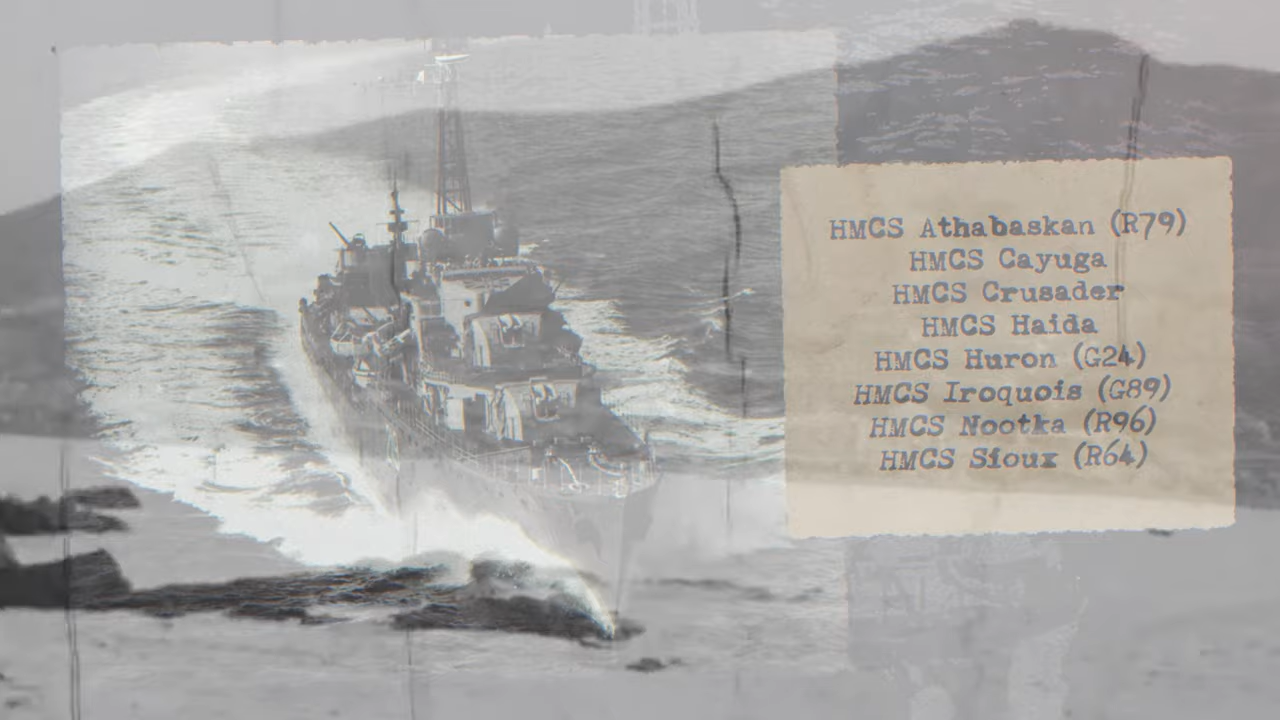 HMCS Athabaskan (R79)
HMCS Cayuga
HMCS Crusader
HMCS Haida
HMCS Huron (G24)
HMCS Iroquois (G89)
HMCS Nootka (R96)
HMCS Sioux (R64)